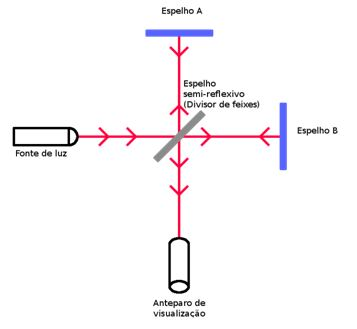 Espelho A
Espelho
semi-reflexivo
(Divisor de feixes)
Espelho B
Fonte de luz
Anteparo de
visualização